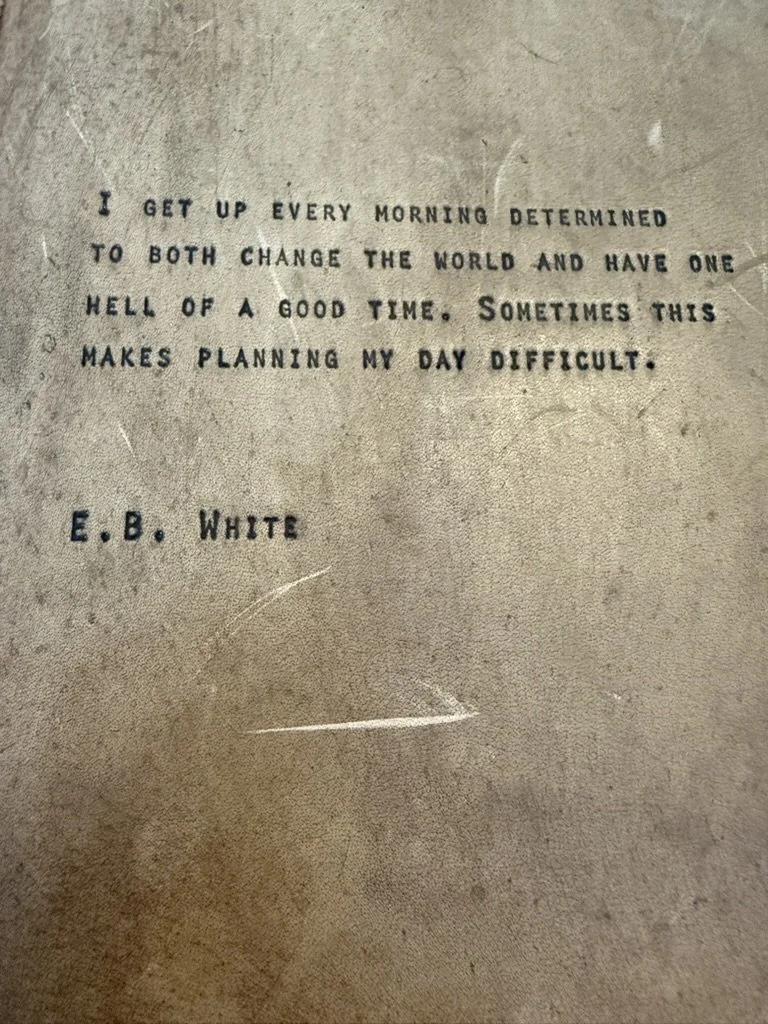 I GET UP EVERY MORNING DETERMINED
TO BOTH CHANGE THE WORLD AND HAVE ONE
HELL OF A GOOD TIME. SOMETIMES THIS
MAKES PLANNING MY DAY DIFFICULT.
E.B. WHITE